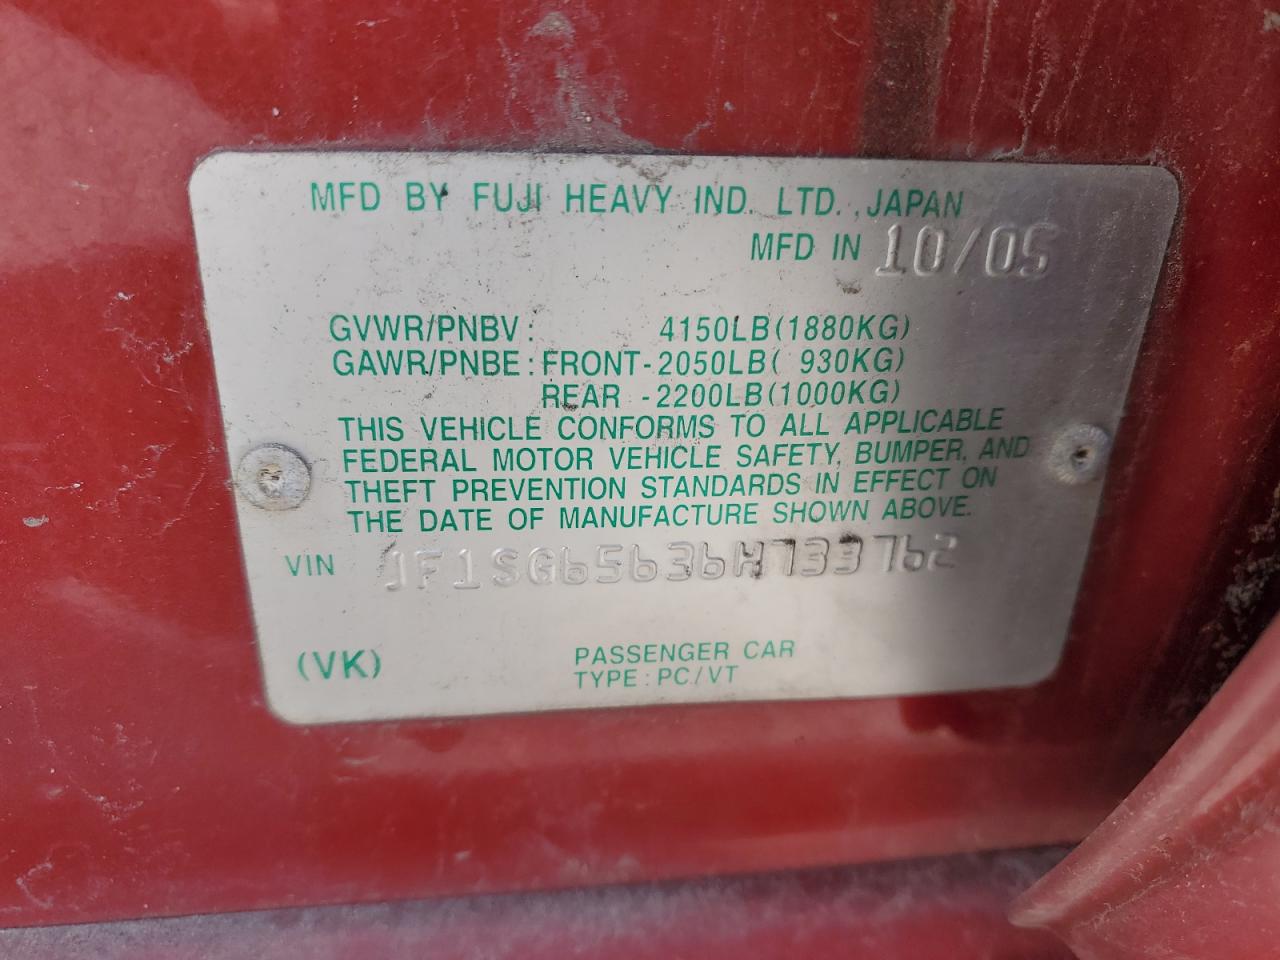 MFD BY FUJI HEAVY IND. LTD., JAPAN
MFD IN 10/05
GVWR/PNBV: 4150LB(1880KG)
GAWR/PNBE: FRONT-2050LB( 930KG)
REAR -2200LB(1000KG)
THIS VEHICLE CONFORMS TO ALL APPLICABLE
FEDERAL MOTOR VEHICLE SAFETY, BUMPER, AND
THEFT PREVENTION STANDARDS IN EFFECT ON
THE DATE OF MANUFACTURE SHOWN ABOVE.
VIN JF1SG65636H733762
(VK)
PASSENGER CAR
TYPE: PC/VT